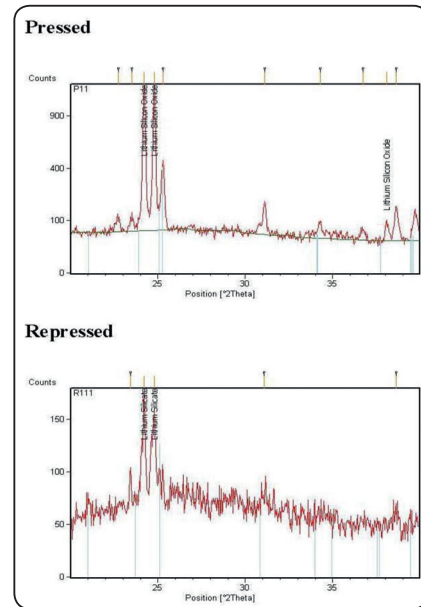 Pressed
Counts
P11
900
400
100
0
Lithium Silicon Oxide
Lithium Silicon Oxide
Lithium Silicon Oxide
25
30
35
Position [°2Theta]
Repressed
Counts
R111
150
100
50
0
Lithium Silicate
Lithium Silicate
25
30
35
Position [°2Theta]